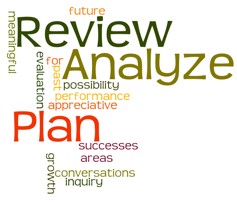 future
Review
meaningful
Analyze
evaluation
for
past
possibility
performance
appreciative
Plan
successes
areas
growth
conversations
inquiry